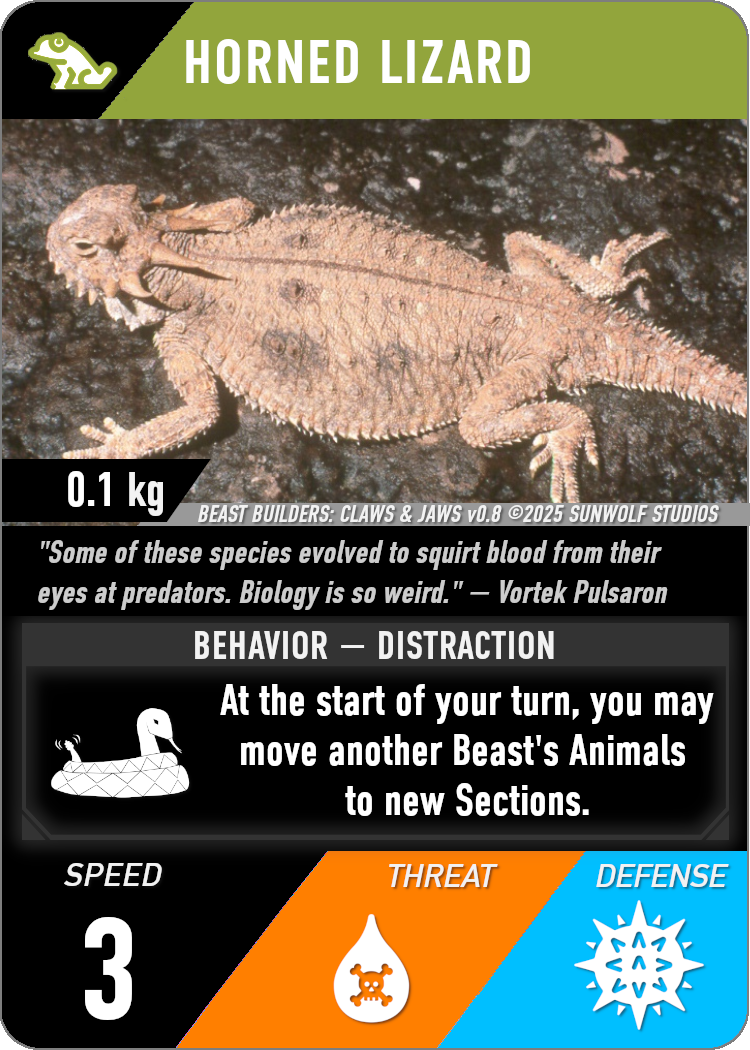 HORNED LIZARD
0.1 kg
BEAST BUILDERS: CLAWS & JAWS v0.8 ©2025 SUNWOLF STUDIOS
"Some of these species evolved to squirt blood from their
eyes at predators. Biology is so weird." — Vortek Pulsaron
BEHAVIOR — DISTRACTION
At the start of your turn, you may
move another Beast's Animals
to new Sections.
SPEED
THREAT
DEFENSE
3